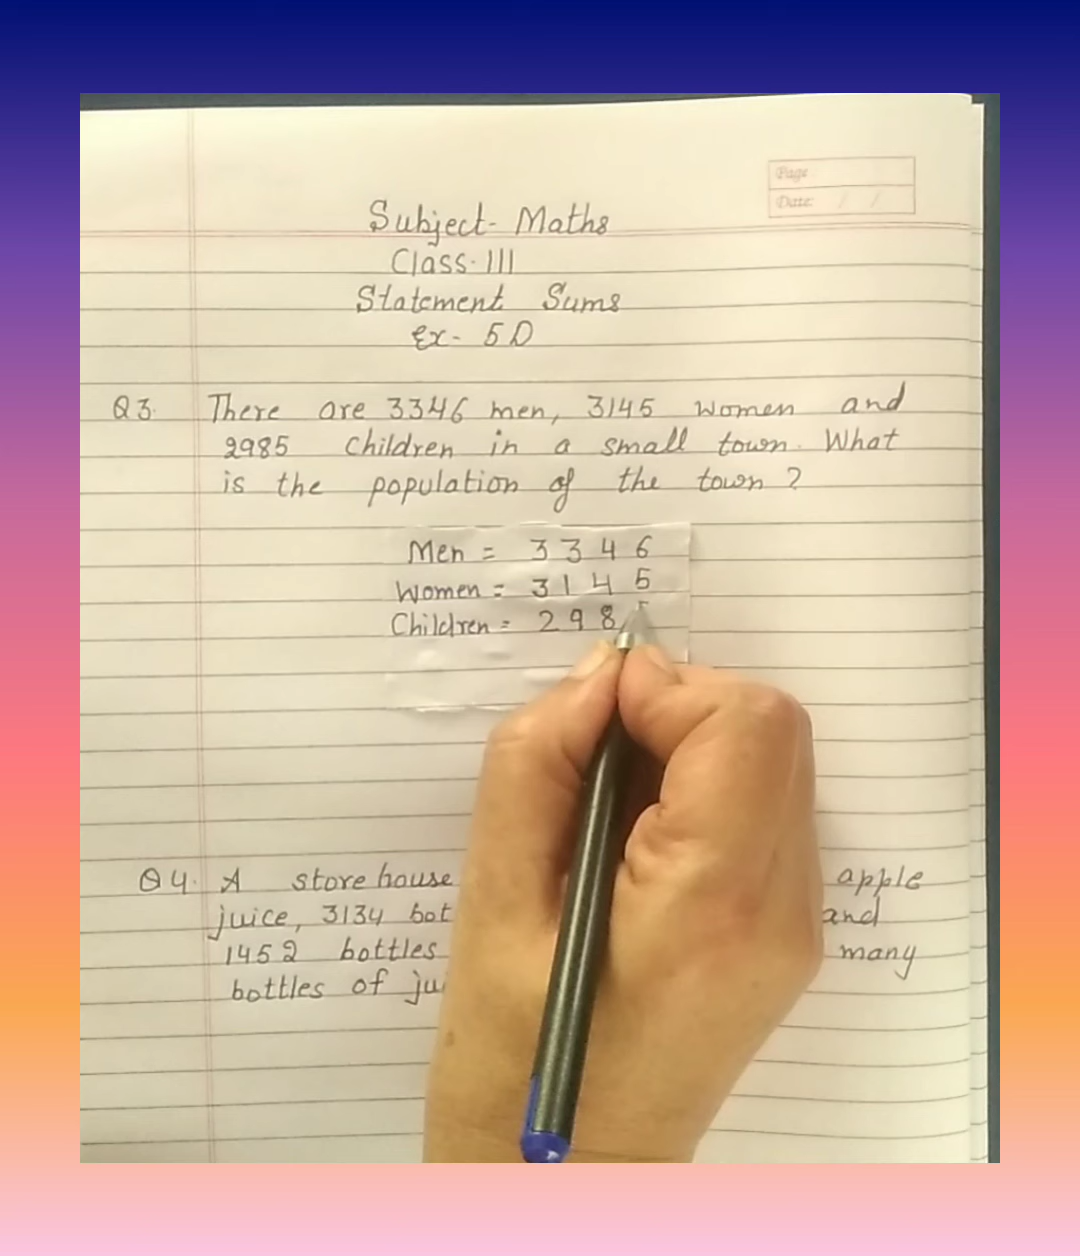 Page
Date: / /
Subject- Maths
Class-III
Statement Sums
Ex- 5D
Q3. There are 3346 men, 3145 women and
2985 children in a small town. What
is the population of the town?
Men = 3346
Women = 3145
Children = 298
Q4. A store house apple
juice, 3134 and
1452 bottles many
bottles of